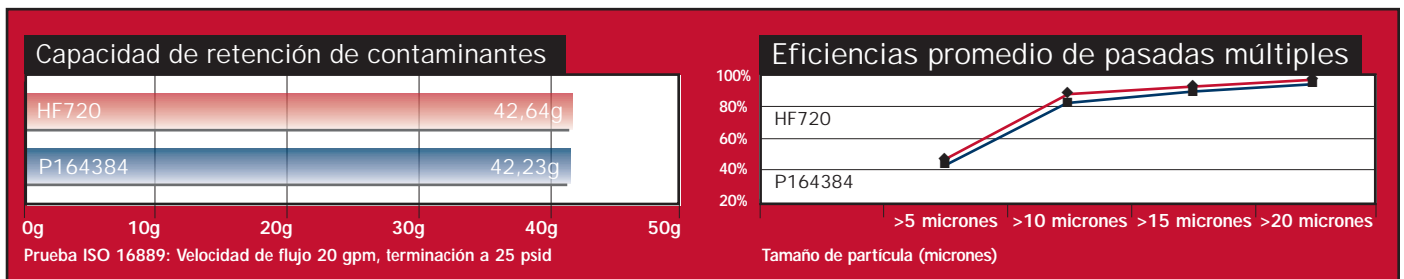 Capacidad de retención de contaminantes
HF720 42,64g
P164384 42,23g
0g 10g 20g 30g 40g 50g
Prueba ISO 16889: Velocidad de flujo 20 gpm, terminación a 25 psid
Eficiencias promedio de pasadas múltiples
100%
80%
HF720
60%
40%
P164384
20%
>5 micrones >10 micrones >15 micrones >20 micrones
Tamaño de partícula (micrones)